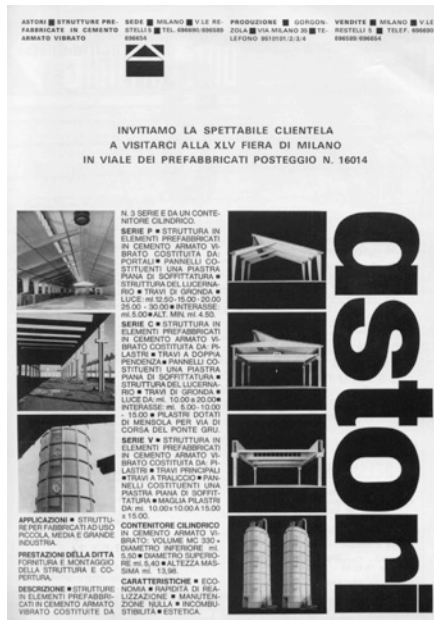 ASTORI ■ STRUTTURE PRE-
FABBRICATE IN CEMENTO
ARMATO VIBRATO
SEDE ■ MILANO ■ V.LE RE-
STELLI 5 ■ TEL. 696690/696589
696654
PRODUZIONE ■ GORGON-
ZOLA ■ VIA MILANO 35 ■ TE-
LEFONO 9510101/2/3/4
VENDITE ■ MILANO ■ V.LE
RESTELLI 5 ■ TELEF. 696690
696589/696654
INVITIAMO LA SPETTABILE CLIENTELA
A VISITARCI ALLA XLV FIERA DI MILANO
IN VIALE DEI PREFABBRICATI POSTEGGIO N. 16014
APPLICAZIONI ■ STRUTTU-
RE PER FABBRICATI AD USO
PICCOLA, MEDIA E GRANDE
INDUSTRIA.
PRESTAZIONI DELLA DITTA
FORNITURA E MONTAGGIO
DELLA STRUTTURA E CO-
PERTURA.
DESCRIZIONE ■ STRUTTURE
IN ELEMENTI PREFABBRI-
CATI IN CEMENTO ARMATO
VIBRATO COSTITUITE DA
N. 3 SERIE E DA UN CONTE-
NITORE CILINDRICO.
SERIE P ■ STRUTTURA IN
ELEMENTI PREFABBRICATI
IN CEMENTO ARMATO VI-
BRATO COSTITUITA DA:
PORTALI ■ PANNELLI CO-
STITUENTI UNA PIASTRA
PIANA DI SOFFITTATURA ■
STRUTTURA DEL LUCERNA-
RIO ■ TRAVI DI GRONDA ■
LUCE: ml. 12.50 - 15.00 - 20.00
25.00 - 30.00 ■ INTERASSE:
ml. 5.00 ■ ALT. MIN. ml. 4.50.
SERIE C ■ STRUTTURA IN
ELEMENTI PREFABBRICATI
IN CEMENTO ARMATO VI-
BRATO COSTITUITA DA: PI-
LASTRI ■ TRAVI A DOPPIA
PENDENZA ■ PANNELLI CO-
STITUENTI UNA PIASTRA
PIANA DI SOFFITTATURA ■
STRUTTURA DEL LUCERNA-
RIO ■ TRAVI DI GRONDA ■
LUCE DA: ml. 10.00 a 20.00 ■
INTERASSE: ml. 5.00 - 10.00
- 15.00 ■ PILASTRI DOTATI
DI MENSOLA PER VIA DI
CORSA DEL PONTE GRU.
SERIE V ■ STRUTTURA IN
ELEMENTI PREFABBRICATI
IN CEMENTO ARMATO VI-
BRATO COSTITUITA DA: PI-
LASTRI ■ TRAVI PRINCIPALI
■ TRAVI A TRALICCIO ■ PAN-
NELLI COSTITUENTI UNA
PIASTRA PIANA DI SOFFIT-
TATURA ■ MAGLIA PILASTRI
DA: ml. 10.00 x 10.00 A 15.00
x 15.00.
CONTENITORE CILINDRICO
IN CEMENTO ARMATO VI-
BRATO: VOLUME MC 330 ■
DIAMETRO INFERIORE ml.
5,50 ■ DIAMETRO SUPERIO-
RE ml. 5,40 ■ ALTEZZA MAS-
SIMA ml. 13,98.
CARATTERISTICHE ■ ECO-
NOMIA ■ RAPIDITÀ DI REA-
LIZZAZIONE ■ MANUTEN-
ZIONE NULLA ■ INCOMBU-
STIBILITÀ ■ ESTETICA.
astori